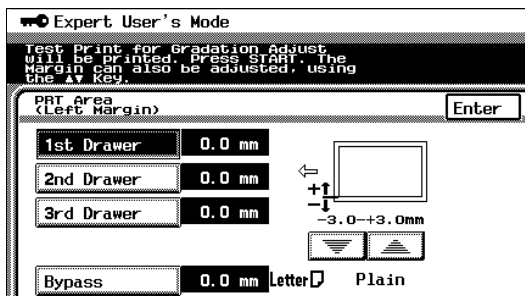 Expert User's Mode
Test Print for Gradation Adjust
will be printed. Press START. The
Margin can also be adjusted, using
the ▲▼ Key.
PRT Area
(Left Margin)
Enter
1st Drawer 0.0 mm
2nd Drawer 0.0 mm
3rd Drawer 0.0 mm
+
-
-3.0-+3.0mm
Bypass 0.0 mm Letter Plain